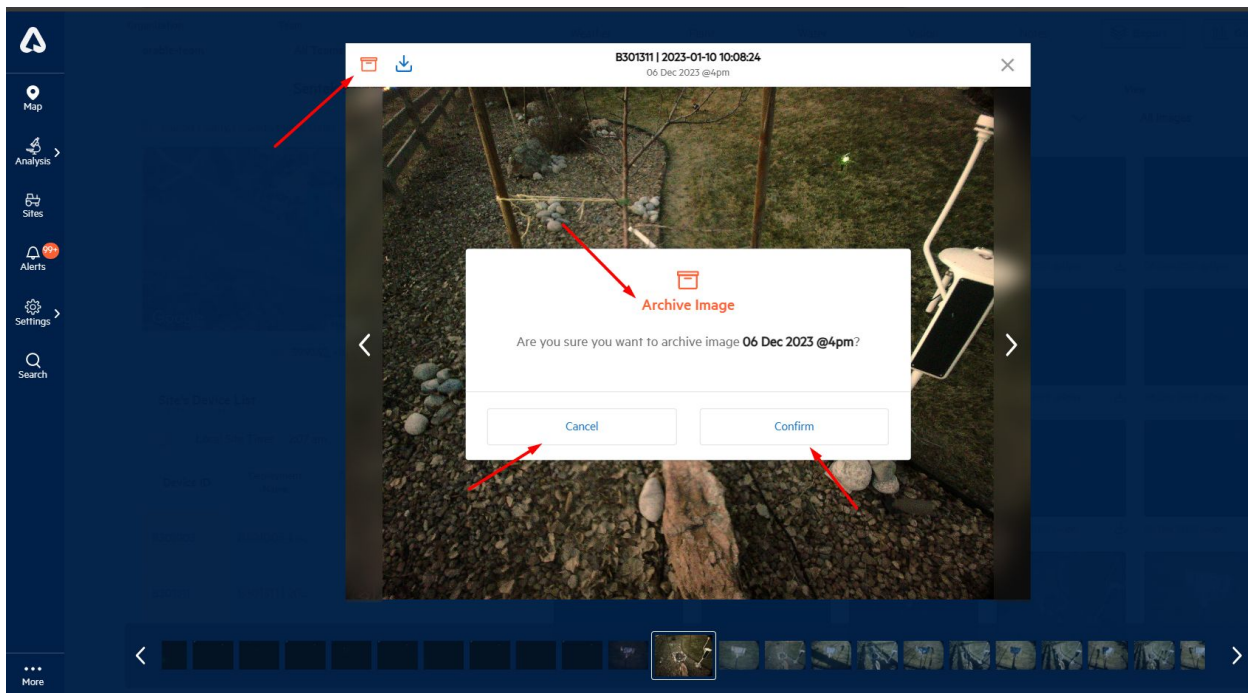 B301311 | 2023-01-10 10:08:24
06 Dec 2023 @4pm
Map
Analysis
Sites
99+
Alerts
Settings
Search
More
Archive Image
Are you sure you want to archive image 06 Dec 2023 @4pm?
Cancel
Confirm